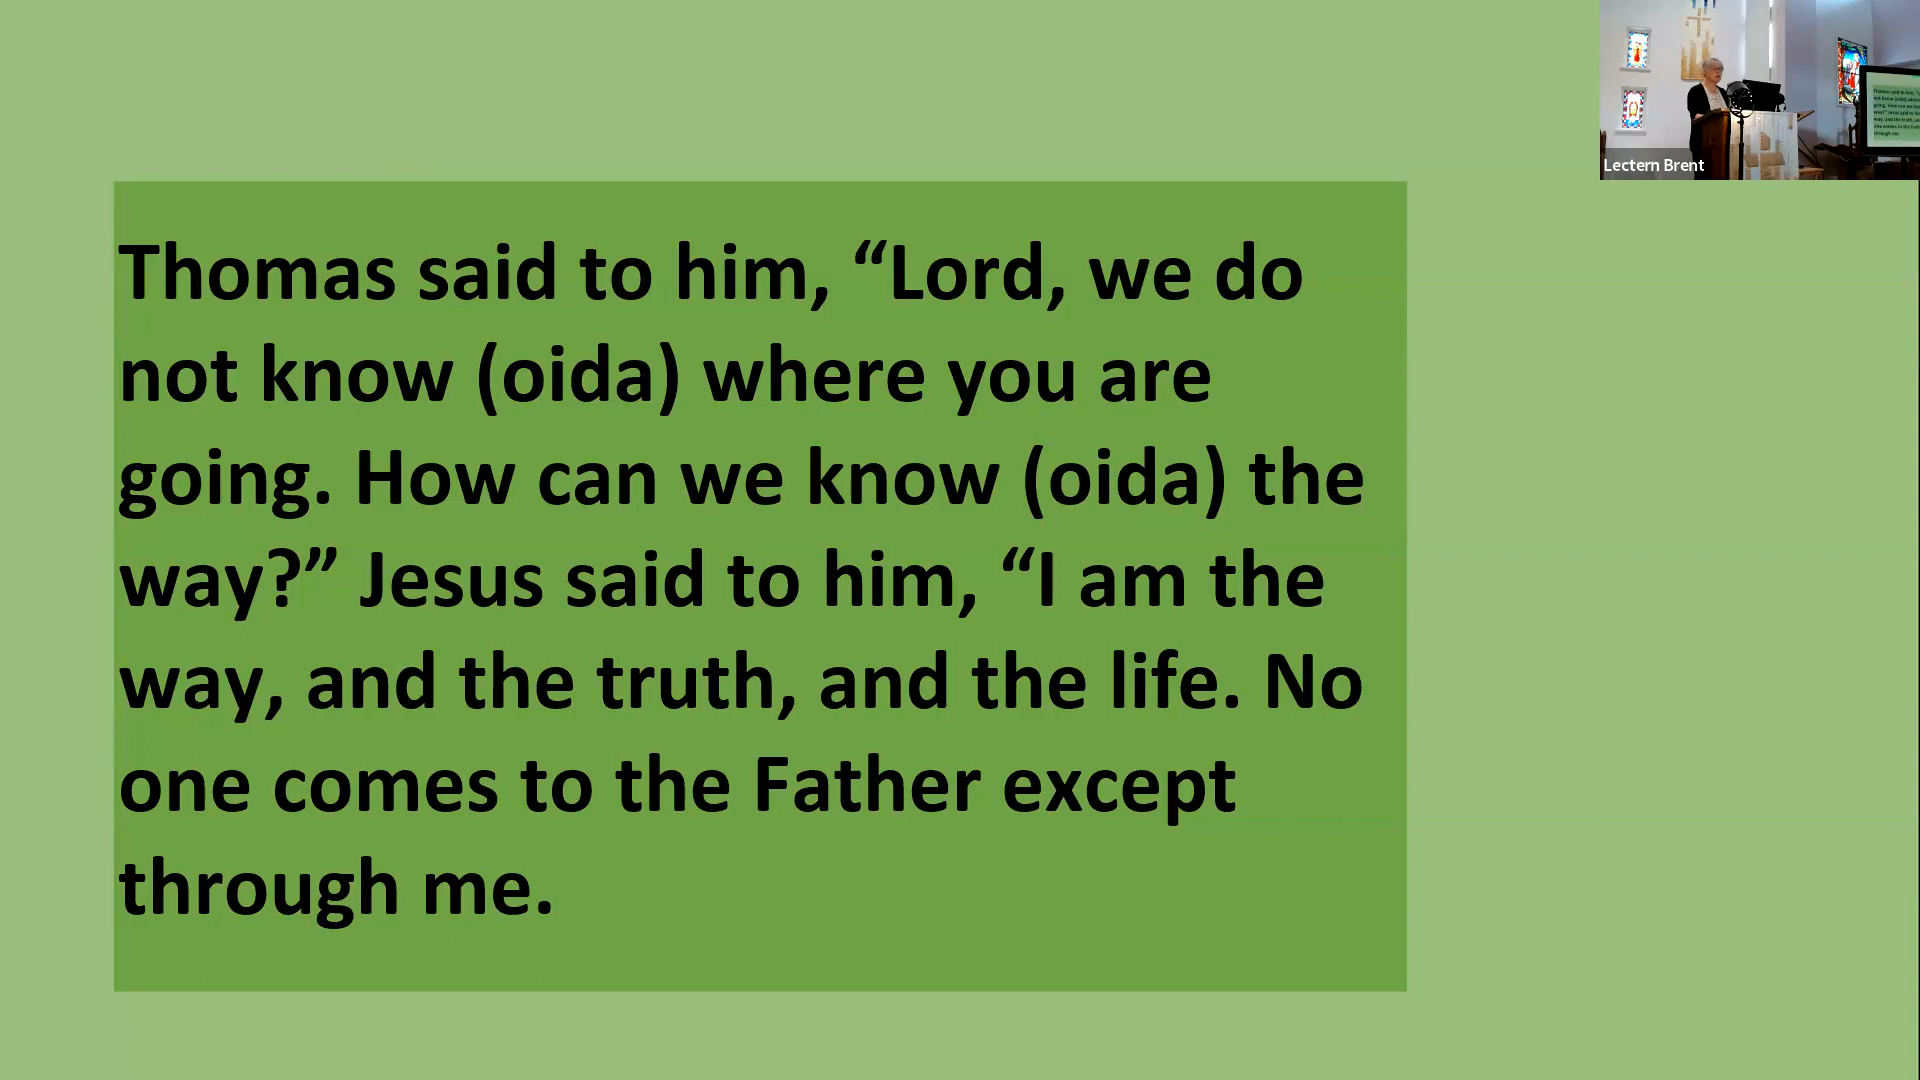 Thomas said to him, “Lord, we do
not know (oida) where you are
going. How can we know (oida) the
way?” Jesus said to him, “I am the
way, and the truth, and the life. No
one comes to the Father except
through me.
Lectern Brent